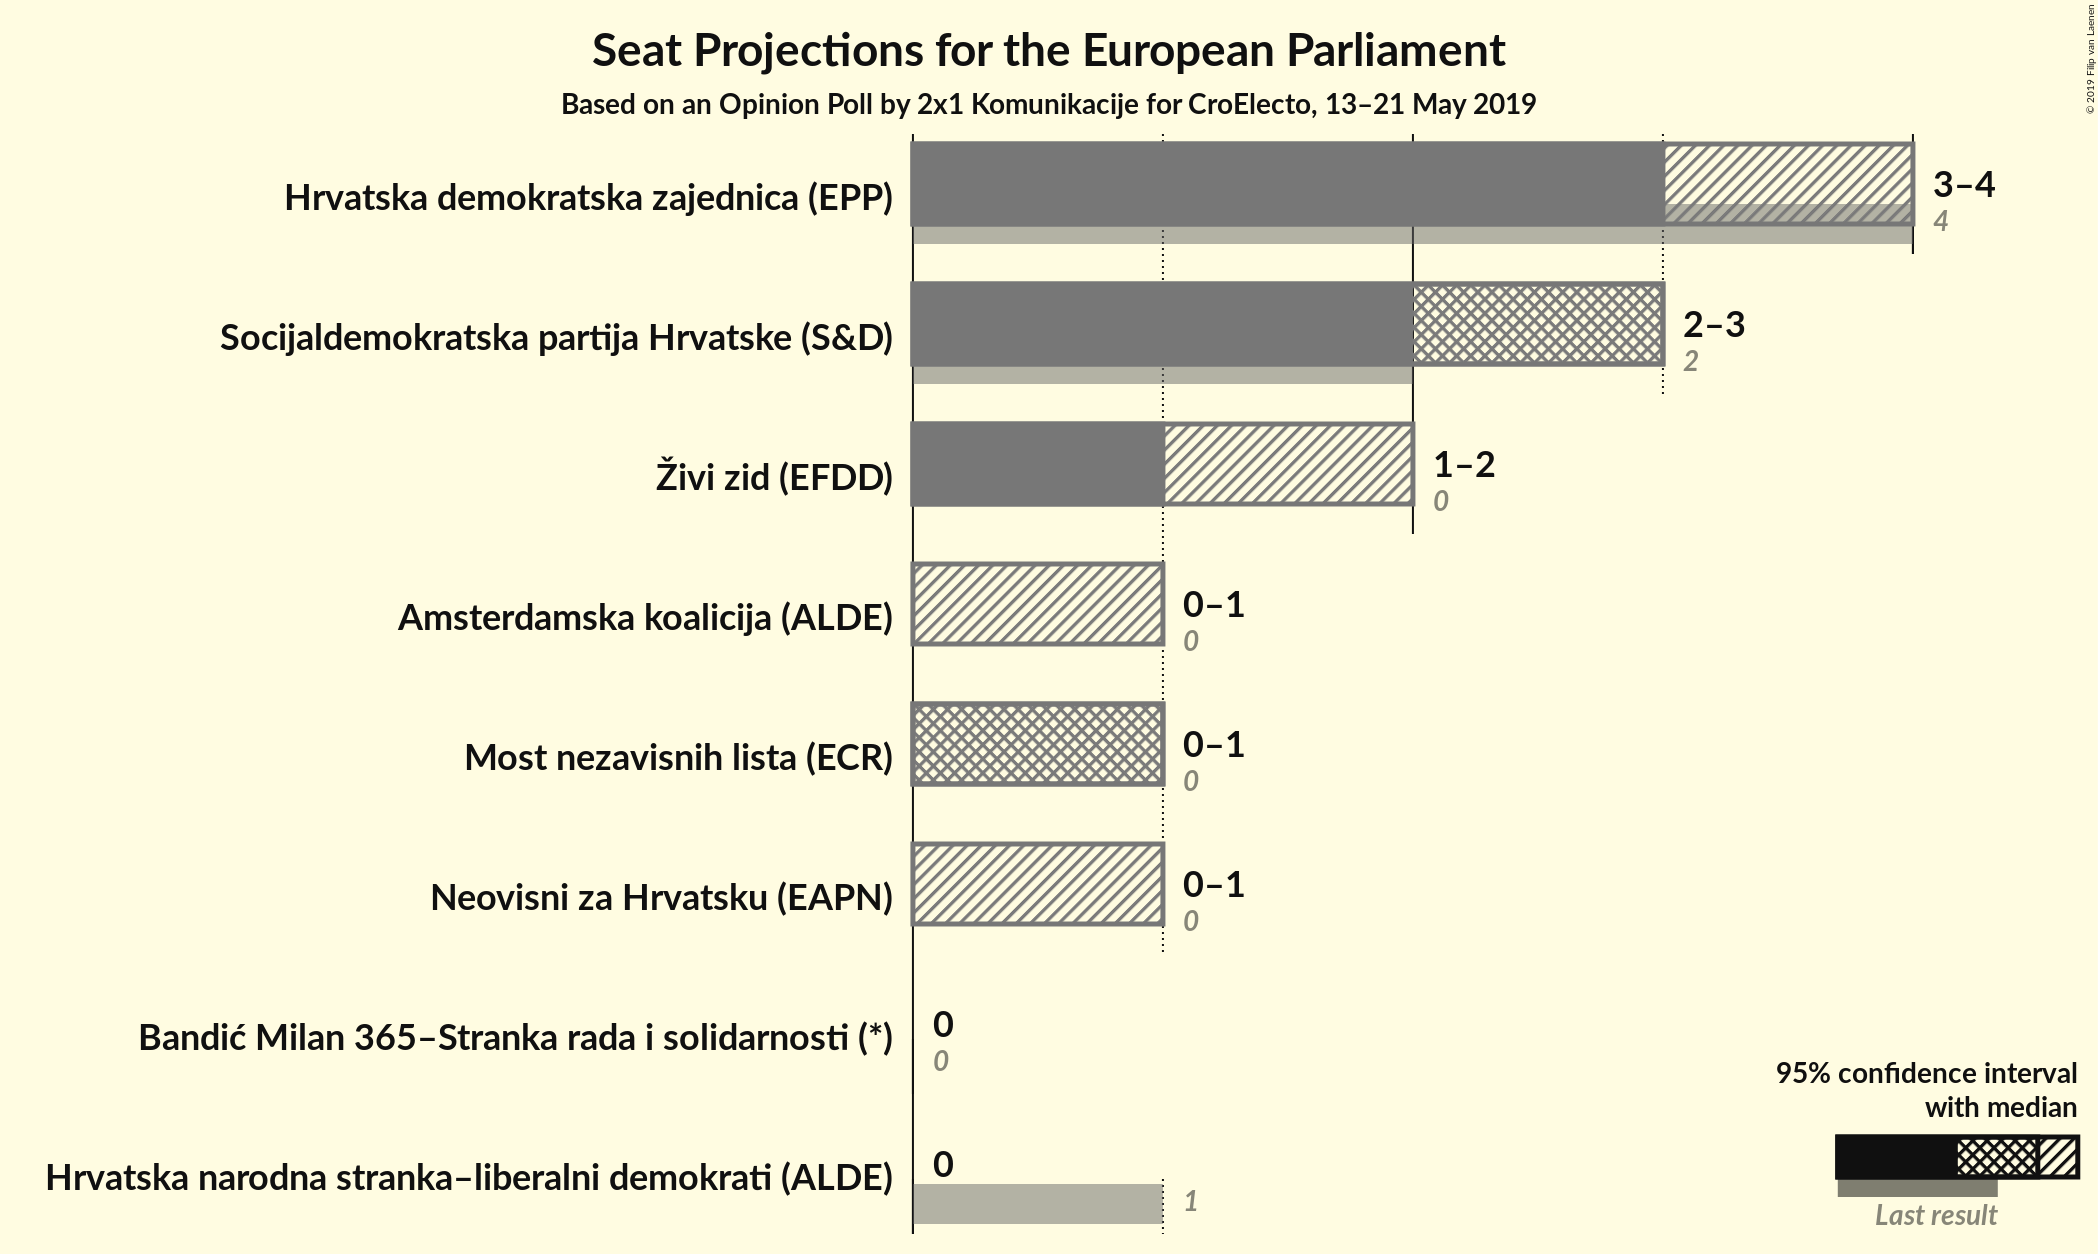 Seat Projections for the European Parliament
Based on an Opinion Poll by 2x1 Komunikacije for CroElecto, 13–21 May 2019
© 2019 Filip van Laenen
Hrvatska demokratska zajednica (EPP)
3–4
4
Socijaldemokratska partija Hrvatske (S&D)
2–3
2
Živi zid (EFDD)
1–2
0
Amsterdamska koalicija (ALDE)
0–1
0
Most nezavisnih lista (ECR)
0–1
0
Neovisni za Hrvatsku (EAPN)
0–1
0
Bandić Milan 365–Stranka rada i solidarnosti (*)
0
0
Hrvatska narodna stranka–liberalni demokrati (ALDE)
0
1
95% confidence interval
with median
Last result